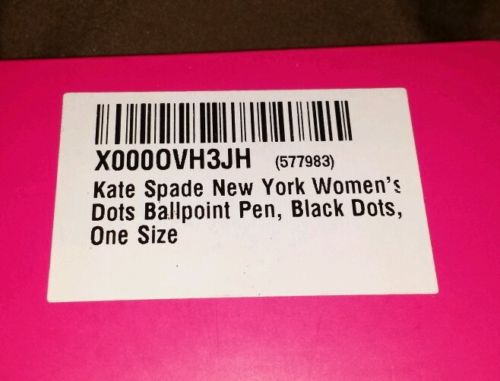 X000OVH3JH (577983)
Kate Spade New York Women's
Dots Ballpoint Pen, Black Dots,
One Size